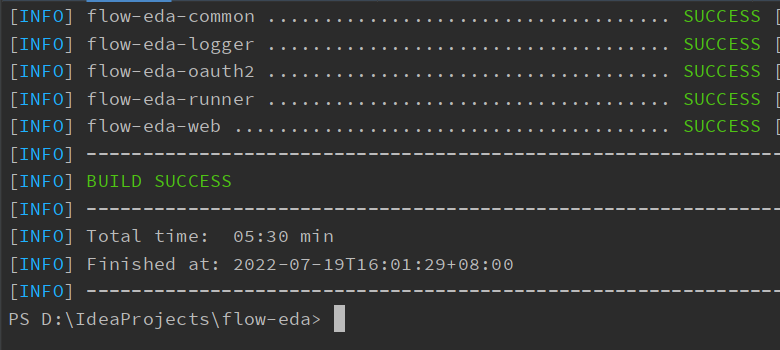 [INFO] flow-eda-common .................................... SUCCESS [
[INFO] flow-eda-logger .................................... SUCCESS [
[INFO] flow-eda-oauth2 .................................... SUCCESS [
[INFO] flow-eda-runner .................................... SUCCESS [
[INFO] flow-eda-web ....................................... SUCCESS [
[INFO] --------------------------------------------------------------
[INFO] BUILD SUCCESS
[INFO] --------------------------------------------------------------
[INFO] Total time:  05:30 min
[INFO] Finished at: 2022-07-19T16:01:29+08:00
[INFO] --------------------------------------------------------------
PS D:\IdeaProjects\flow-eda>